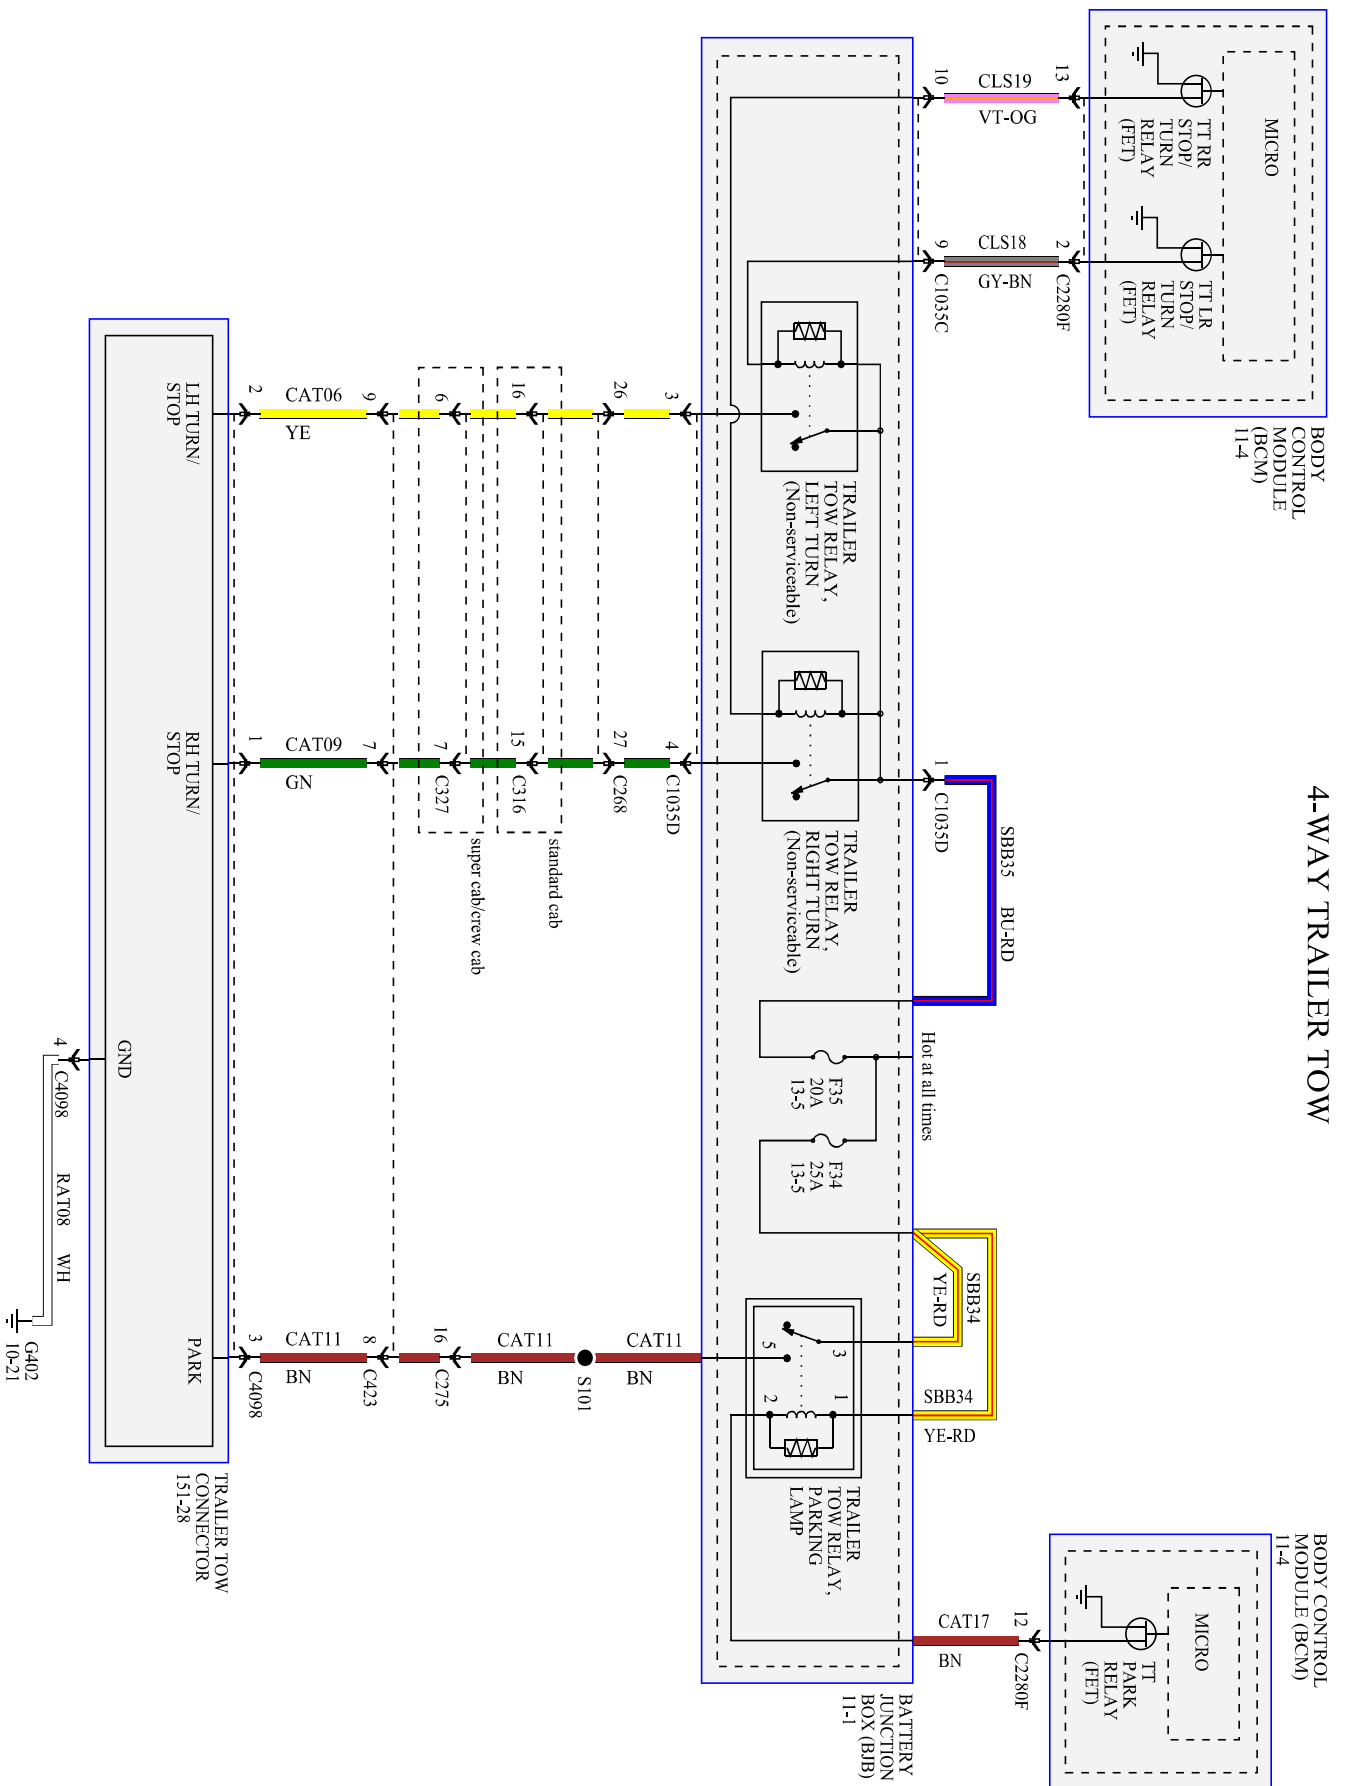 4-WAY TRAILER TOW
BODY
CONTROL
MODULE
(BCM)
11-4
MICRO
TT RR
STOP/
TURN
RELAY
(FET)
TT LR
STOP/
TURN
RELAY
(FET)
BODY CONTROL
MODULE (BCM)
11-4
MICRO
TT
PARK
RELAY
(FET)
13
CLS19
VT-OG
10
2
C2280F
CLS18
GY-BN
9
C1035C
1
C1035D
SBB35
BU-RD
Hot at all times
SBB34
YE-RD
SBB34
YE-RD
12
C2280F
CAT17
BN
TRAILER
TOW RELAY,
LEFT TURN
(Non-serviceable)
TRAILER
TOW RELAY,
RIGHT TURN
(Non-serviceable)
F35
20A
13-5
F34
25A
13-5
3
5
1
2
TRAILER
TOW RELAY,
PARKING
LAMP
BATTERY
JUNCTION
BOX (BJB)
11-1
3
4
C1035D
26
27
C268
16
15
C316
standard cab
6
7
C327
super cab/crew cab
CAT11
BN
S101
CAT11
BN
16
C275
9
7
8
C423
CAT06
YE
CAT09
GN
CAT11
BN
2
1
3
C4098
LH TURN/
STOP
RH TURN/
STOP
PARK
GND
TRAILER TOW
CONNECTOR
151-28
4
C4098
RAT08
WH
G402
10-21